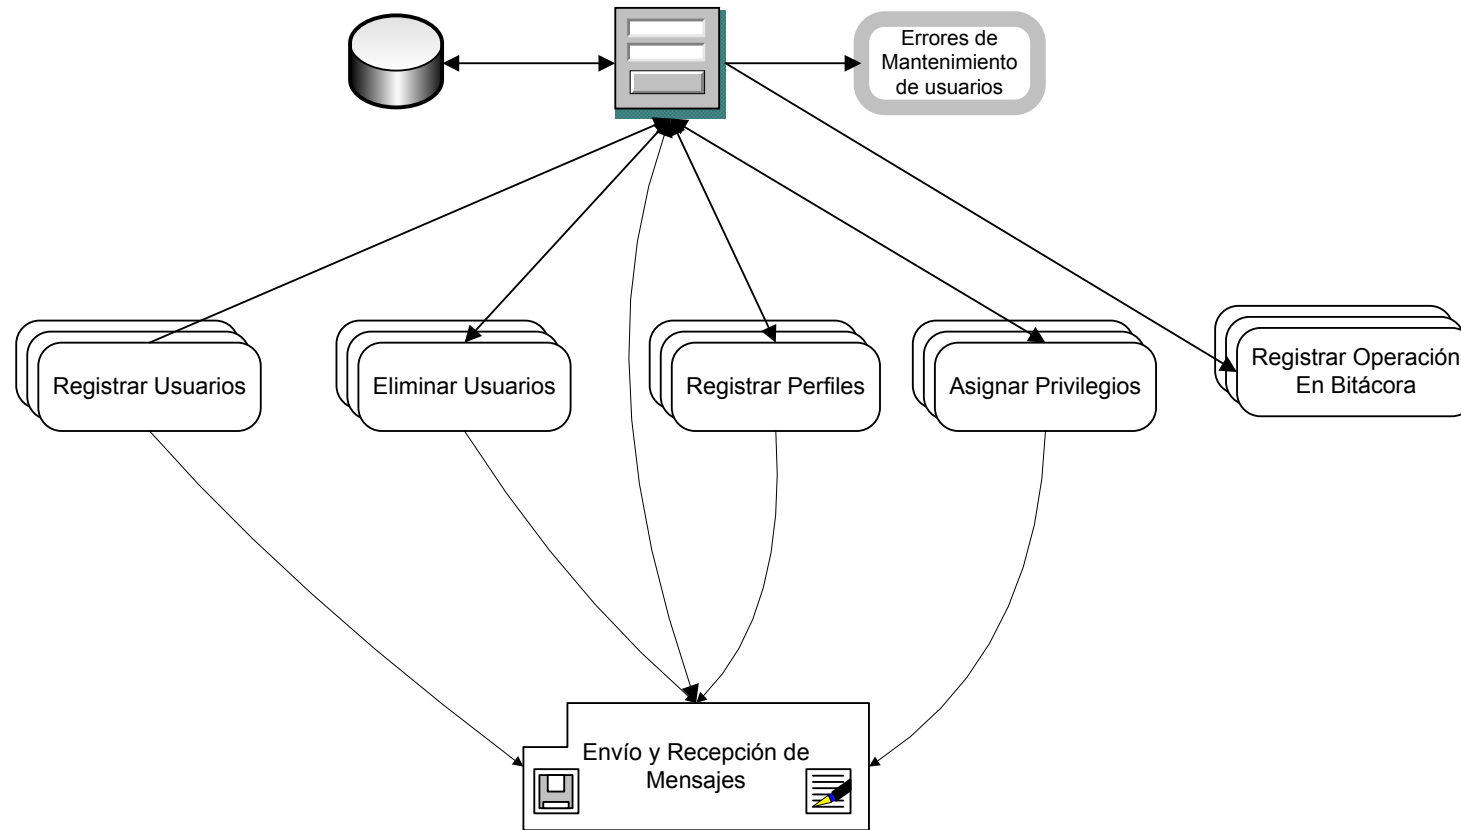 Errores de
Mantenimiento
de usuarios
Registrar Usuarios
Eliminar Usuarios
Registrar Perfiles
Asignar Privilegios
Registrar Operación
En Bitácora
Envío y Recepción de
Mensajes